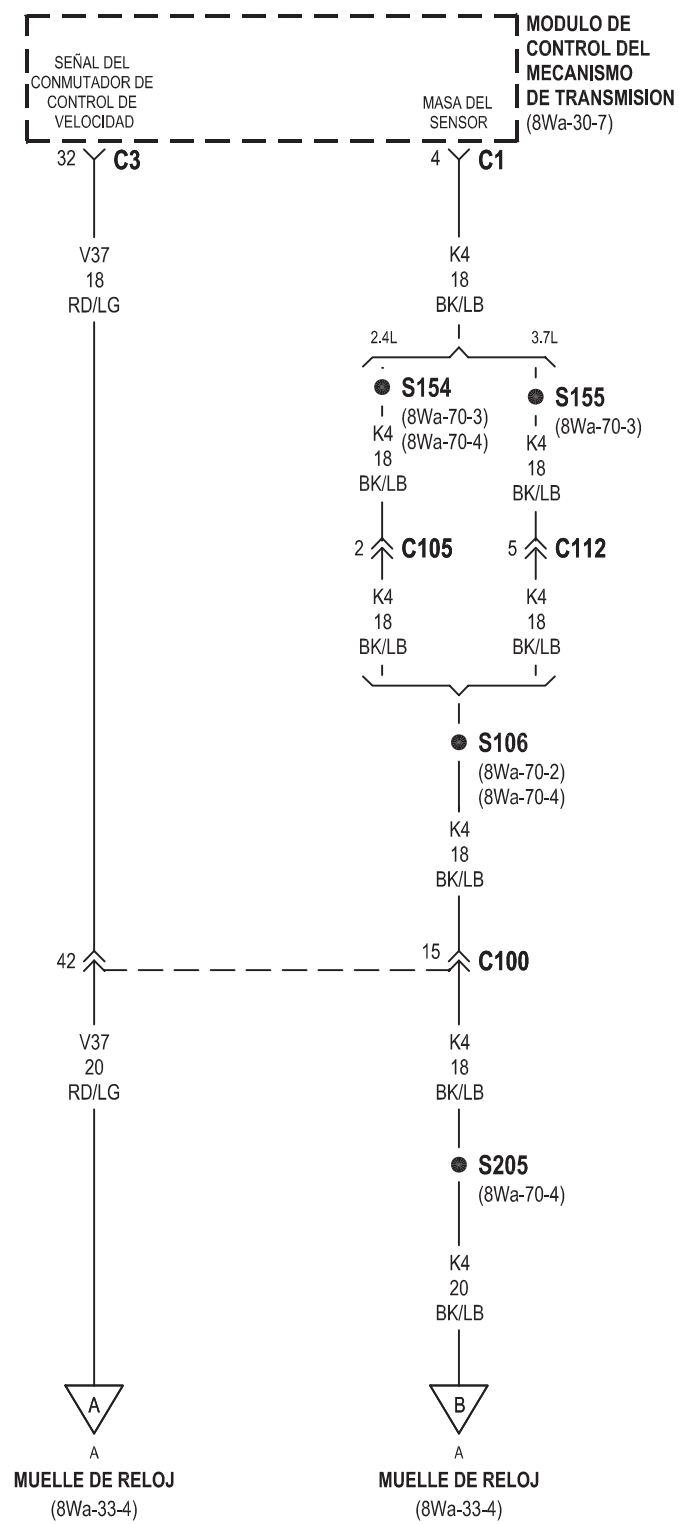 MODULO DE
CONTROL DEL
MECANISMO
DE TRANSMISION
(8Wa-30-7)
SEÑAL DEL
CONMUTADOR DE
CONTROL DE
VELOCIDAD
MASA DEL
SENSOR
32 C3
4 C1
V37
18
RD/LG
K4
18
BK/LB
2.4L
3.7L
S154
(8Wa-70-3)
(8Wa-70-4)
S155
(8Wa-70-3)
K4
18
BK/LB
K4
18
BK/LB
2 C105
5 C112
K4
18
BK/LB
K4
18
BK/LB
S106
(8Wa-70-2)
(8Wa-70-4)
K4
18
BK/LB
42
15 C100
V37
20
RD/LG
K4
18
BK/LB
S205
(8Wa-70-4)
K4
20
BK/LB
A
A
MUELLE DE RELOJ
(8Wa-33-4)
B
A
MUELLE DE RELOJ
(8Wa-33-4)